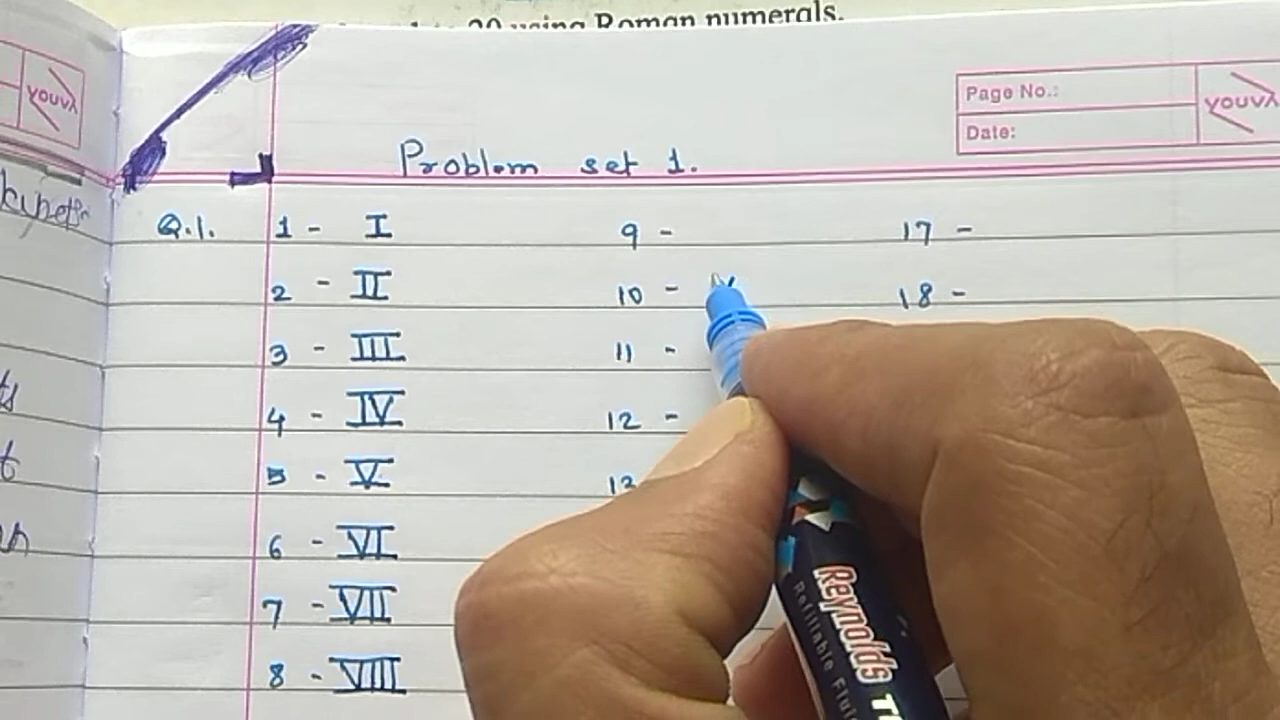 20 using Roman numerals.
youva
Page No.:
Date:
youva
Problem set 1.
Q.1. 1 - I 9 - 17 -
2 - II 10 - 18 -
3 - III 11 -
4 - IV 12 -
5 - V 13
6 - VI
7 - VII
8 - VIII
Reynolds
Refillable